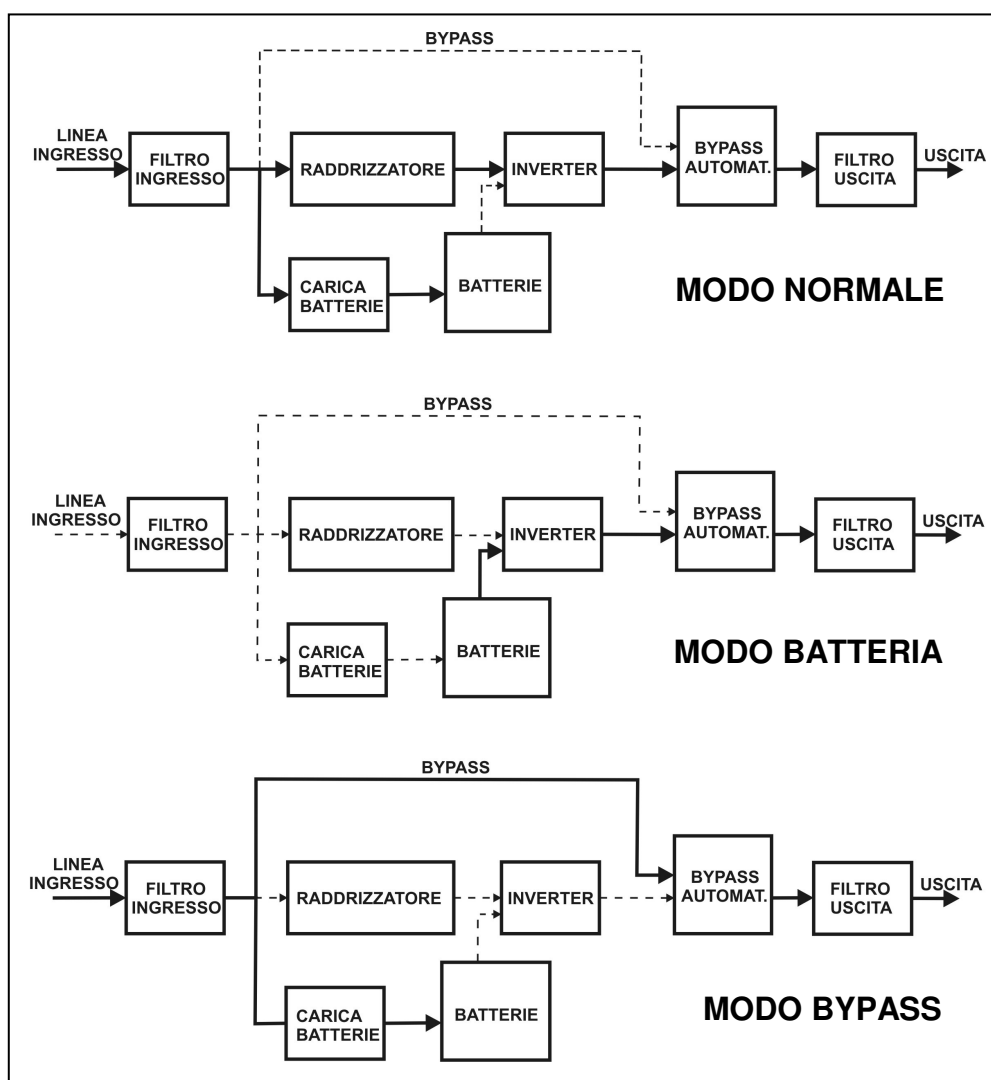 BYPASS
LINEA
INGRESSO
FILTRO
INGRESSO
RADDRIZZATORE
INVERTER
BYPASS
AUTOMAT.
FILTRO
USCITA
USCITA
CARICA
BATTERIE
BATTERIE
MODO NORMALE
BYPASS
LINEA
INGRESSO
FILTRO
INGRESSO
RADDRIZZATORE
INVERTER
BYPASS
AUTOMAT.
FILTRO
USCITA
USCITA
CARICA
BATTERIE
BATTERIE
MODO BATTERIA
BYPASS
LINEA
INGRESSO
FILTRO
INGRESSO
RADDRIZZATORE
INVERTER
BYPASS
AUTOMAT.
FILTRO
USCITA
USCITA
CARICA
BATTERIE
BATTERIE
MODO BYPASS